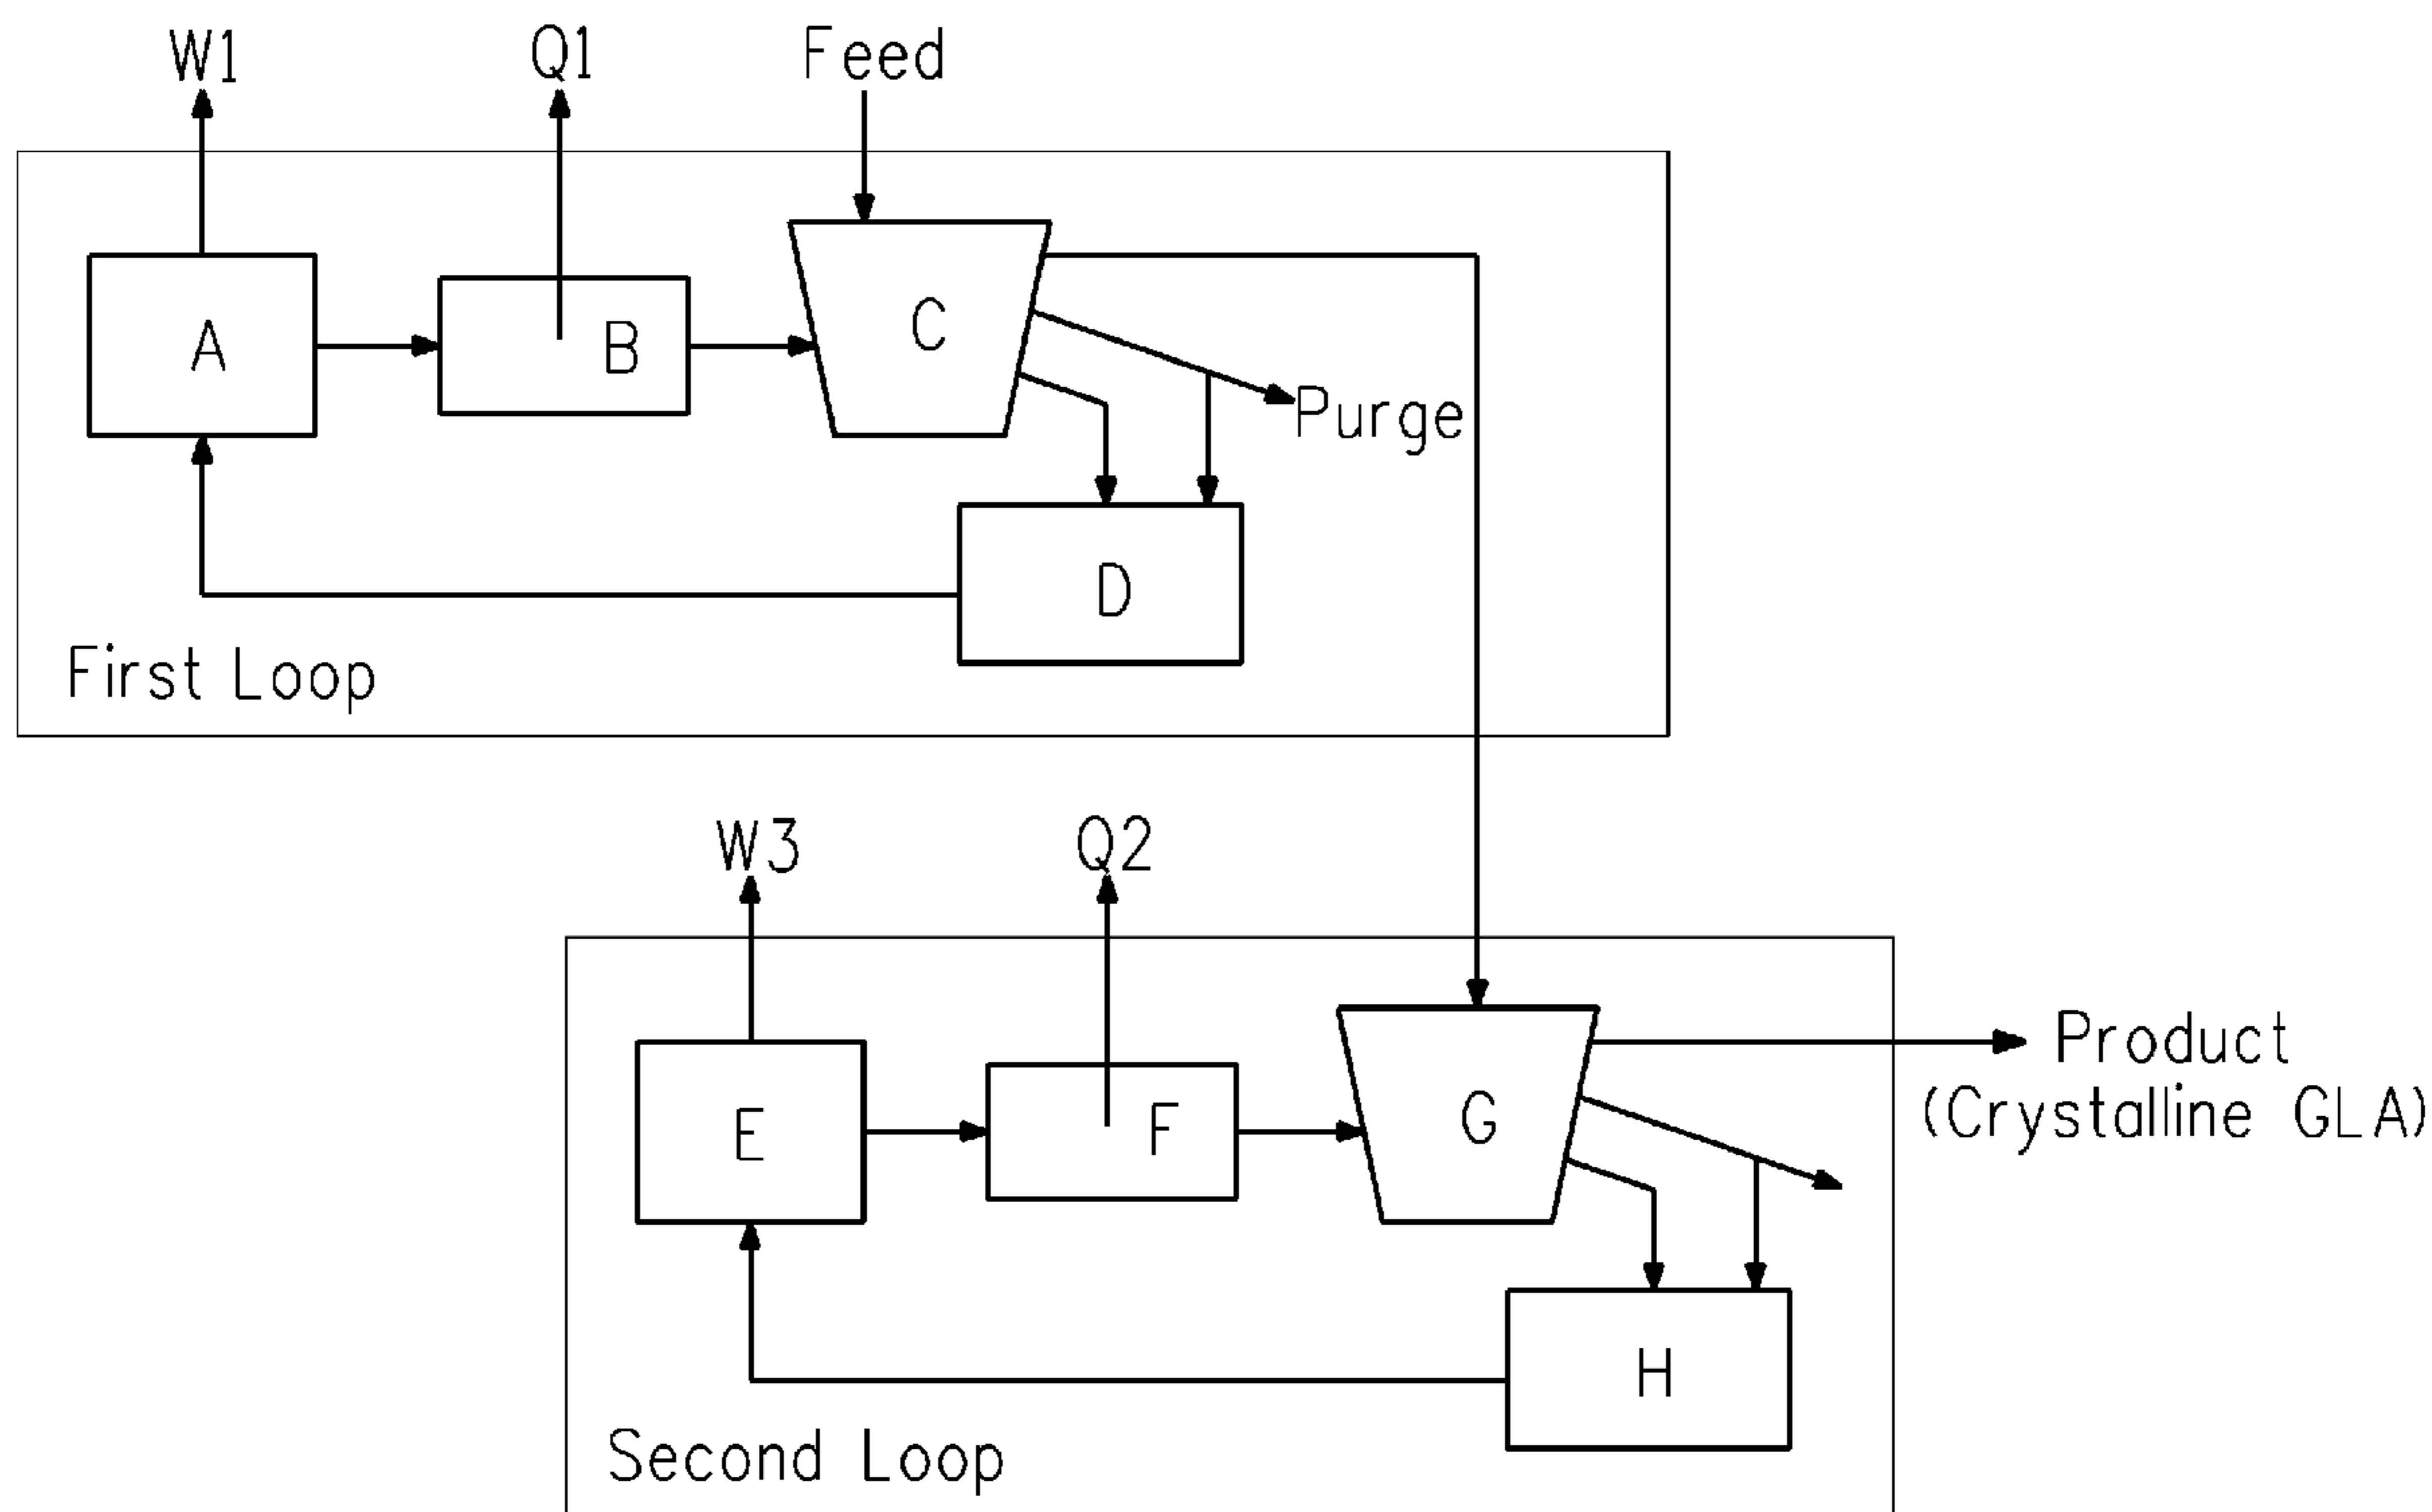 W1
Q1
Feed
A
B
C
Purge
D
First Loop
W3
Q2
Product
(Crystalline GLA)
E
F
G
H
Second Loop